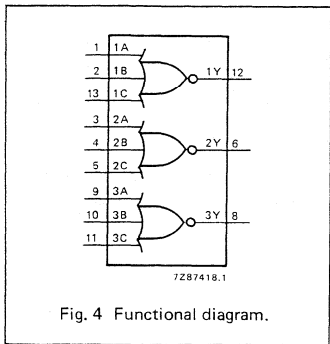 1 1A
2 1B 1Y 12
13 1C
3 2A
4 2B 2Y 6
5 2C
9 3A
10 3B 3Y 8
11 3C
7Z87418.1
Fig. 4 Functional diagram.